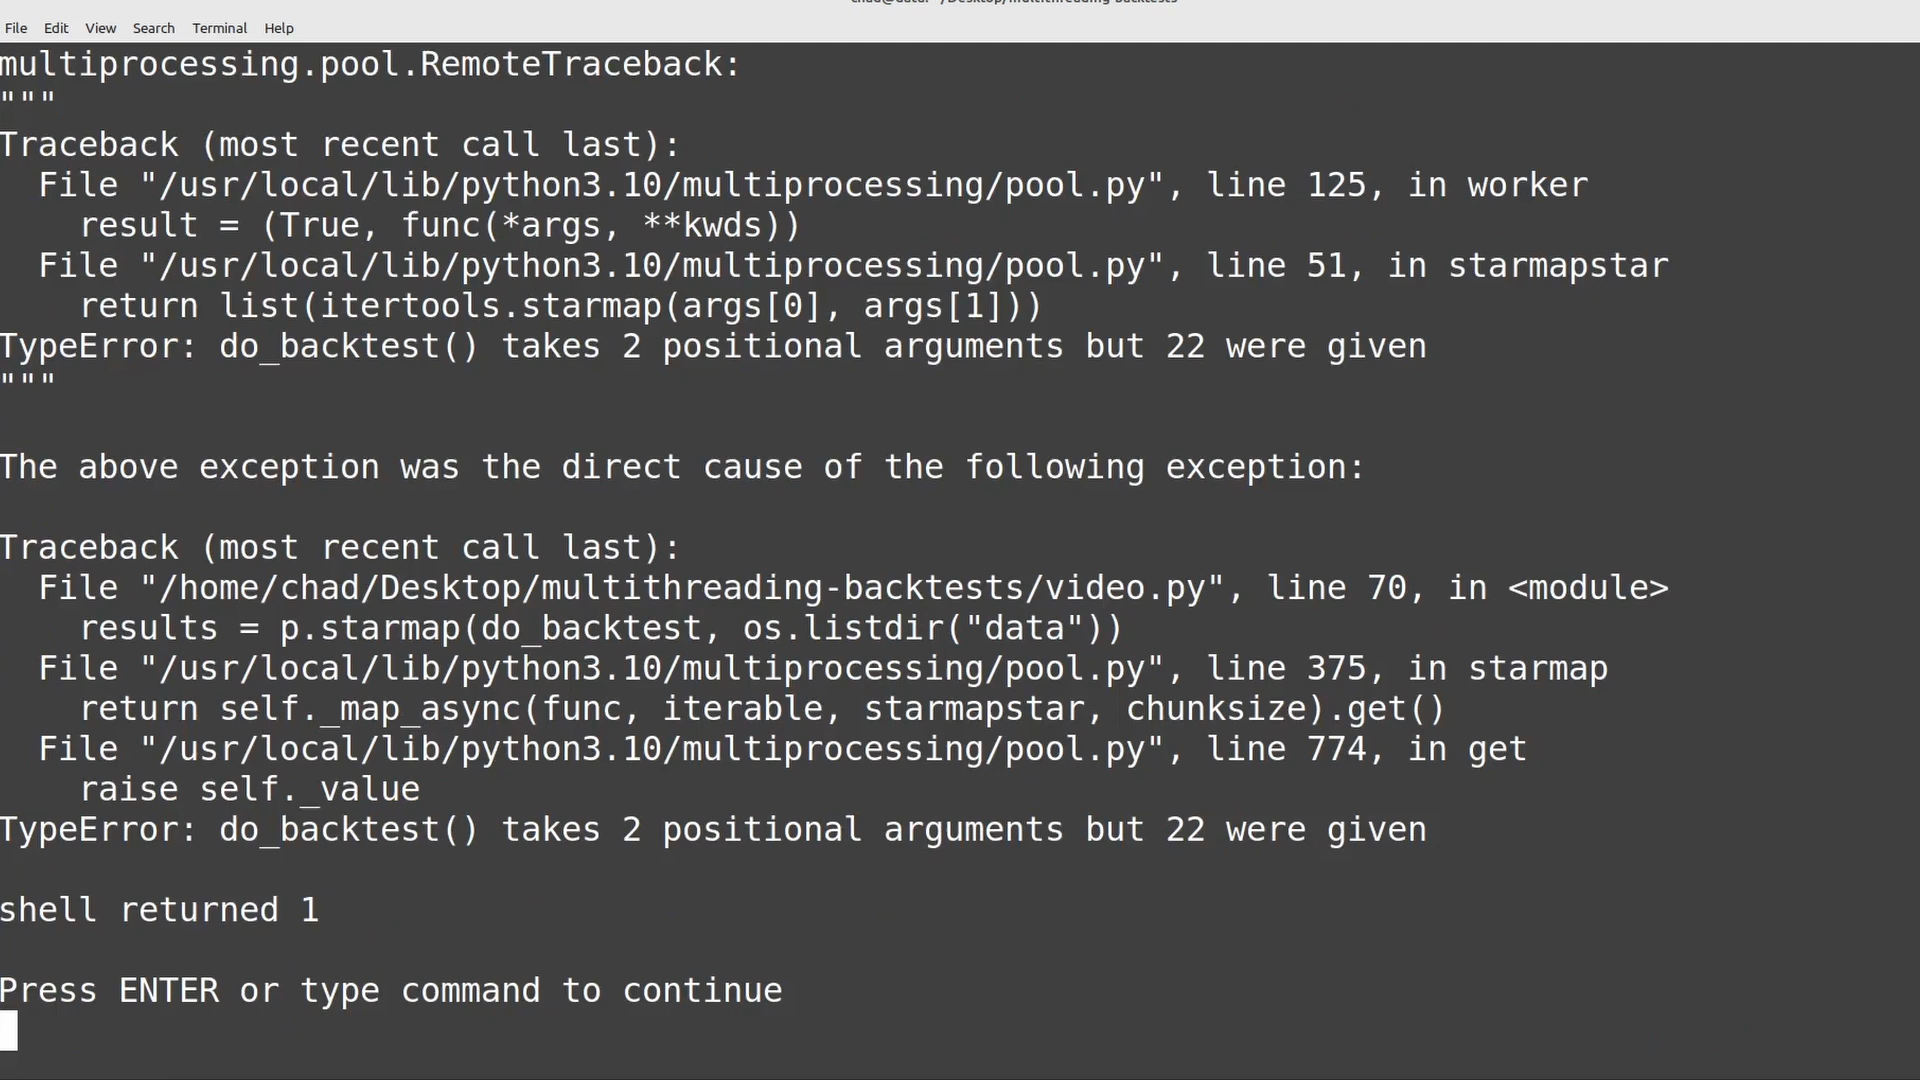 chad@data: ~/Desktop/multithreading-backtests
File Edit View Search Terminal Help
multiprocessing.pool.RemoteTraceback:
"""
Traceback (most recent call last):
  File "/usr/local/lib/python3.10/multiprocessing/pool.py", line 125, in worker
    result = (True, func(*args, **kwds))
  File "/usr/local/lib/python3.10/multiprocessing/pool.py", line 51, in starmapstar
    return list(itertools.starmap(args[0], args[1]))
TypeError: do_backtest() takes 2 positional arguments but 22 were given
"""

The above exception was the direct cause of the following exception:

Traceback (most recent call last):
  File "/home/chad/Desktop/multithreading-backtests/video.py", line 70, in <module>
    results = p.starmap(do_backtest, os.listdir("data"))
  File "/usr/local/lib/python3.10/multiprocessing/pool.py", line 375, in starmap
    return self._map_async(func, iterable, starmapstar, chunksize).get()
  File "/usr/local/lib/python3.10/multiprocessing/pool.py", line 774, in get
    raise self._value
TypeError: do_backtest() takes 2 positional arguments but 22 were given

shell returned 1

Press ENTER or type command to continue